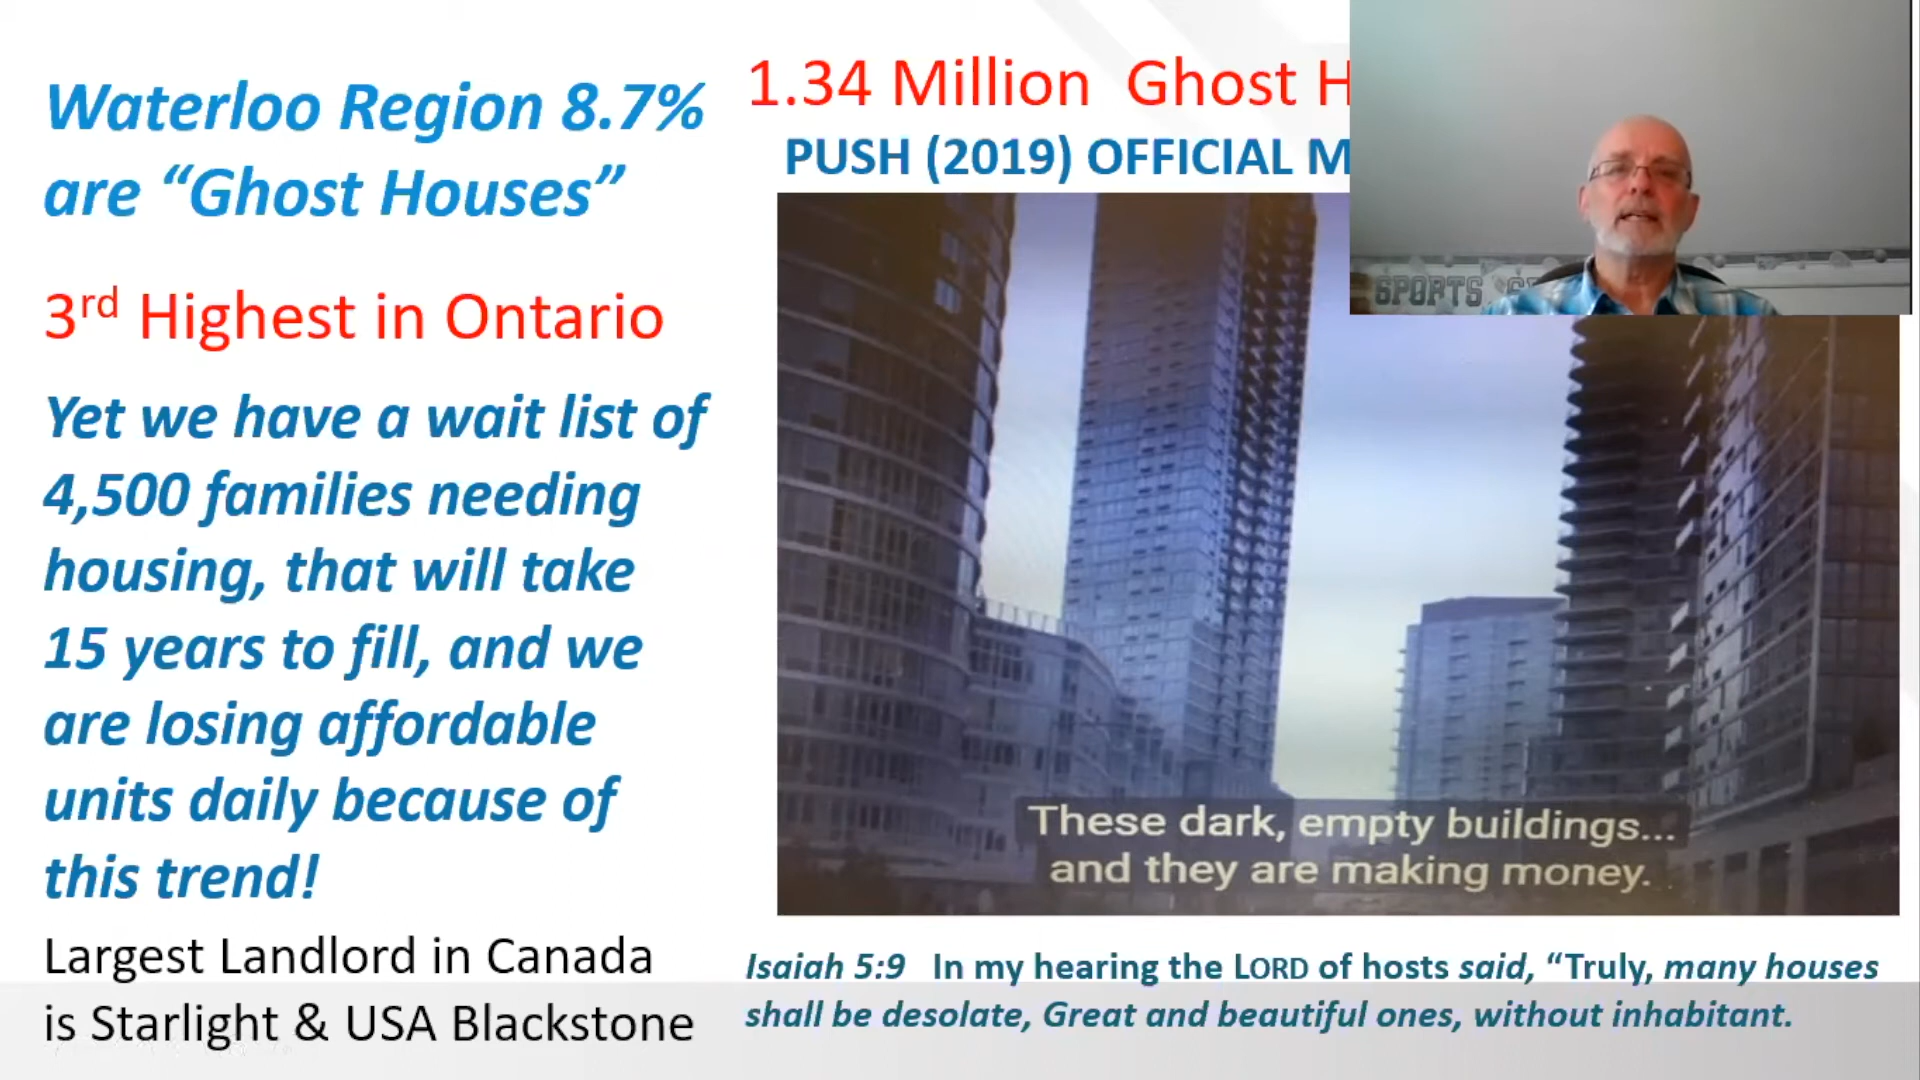 Waterloo Region 8.7%
are “Ghost Houses”
3rd Highest in Ontario
Yet we have a wait list of
4,500 families needing
housing, that will take
15 years to fill, and we
are losing affordable
units daily because of
this trend!
Largest Landlord in Canada
is Starlight & USA Blackstone
1.34 Million Ghost H
PUSH (2019) OFFICIAL M
SPORTS
These dark, empty buildings...
and they are making money.
Isaiah 5:9 In my hearing the LORD of hosts said, “Truly, many houses
shall be desolate, Great and beautiful ones, without inhabitant.